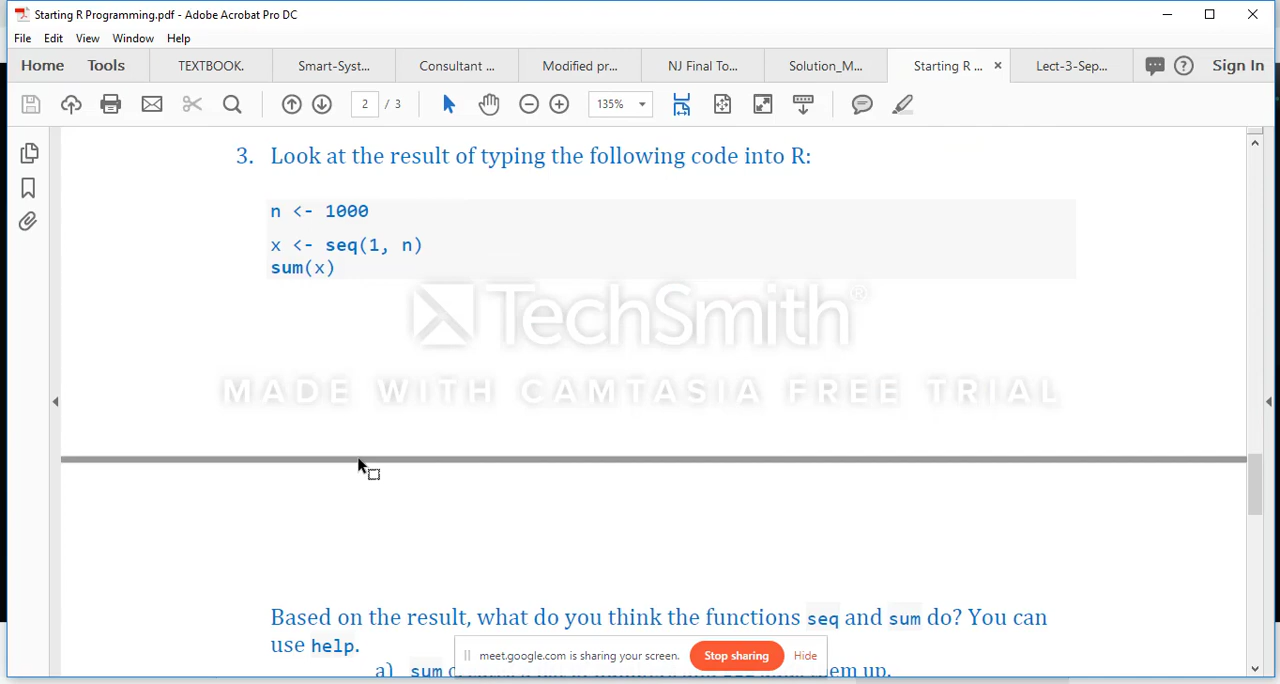 Starting R Programming.pdf - Adobe Acrobat Pro DC
File Edit View Window Help
Home Tools TEXTBOOK. Smart-Syst... Consultant ... Modified pr... NJ Final To... Solution_M... Starting R ... × Lect-3-Sep... Sign In
2 / 3 135%
3. Look at the result of typing the following code into R:
n <- 1000
x <- seq(1, n)
sum(x)
TechSmith®
MADE WITH CAMTASIA FREE TRIAL
Based on the result, what do you think the functions seq and sum do? You can
use help.
meet.google.com is sharing your screen. Stop sharing Hide
a) sum em up.